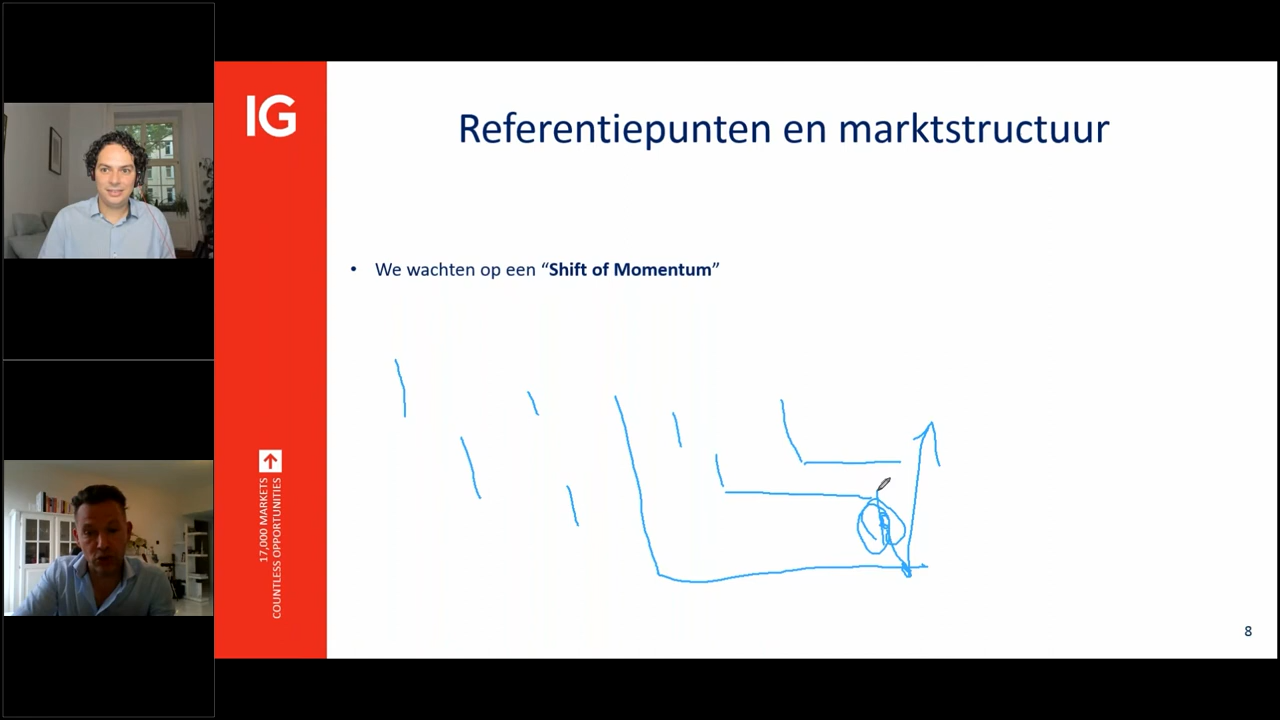 IG
Referentiepunten en marktstructuur
• We wachten op een “Shift of Momentum”
17,000 MARKETS
COUNTLESS OPPORTUNITIES
8